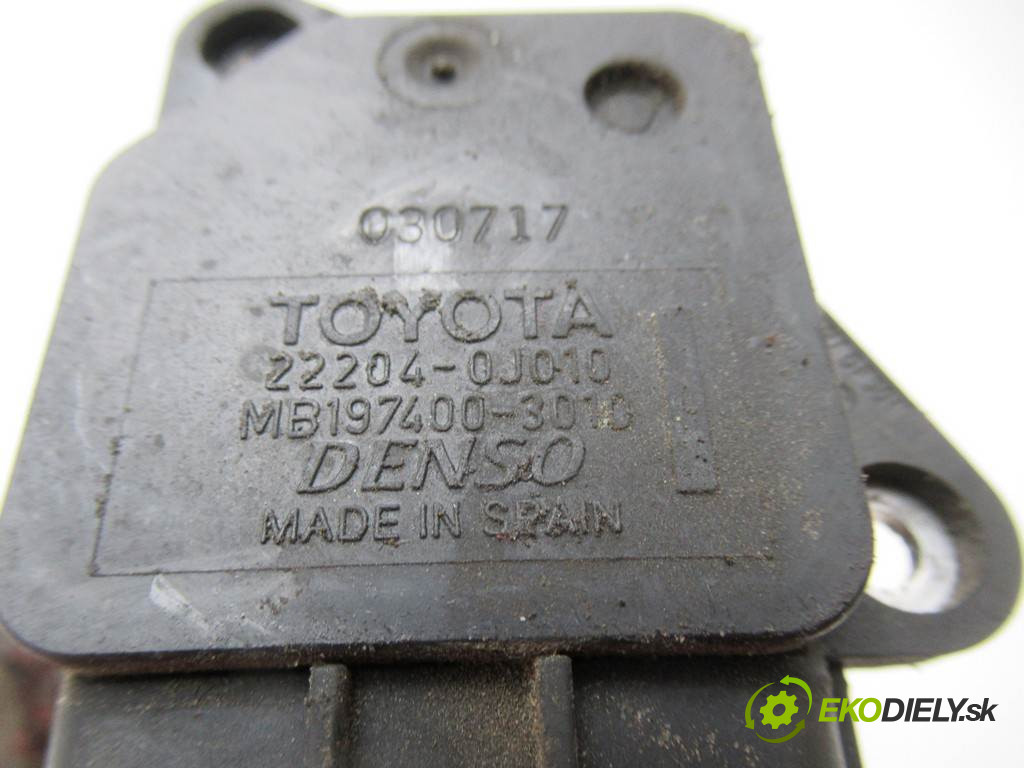 030717
TOYOTA
22204-0J010
MB197400-3010
DENSO
MADE IN SPAIN
EKODIELY.sk